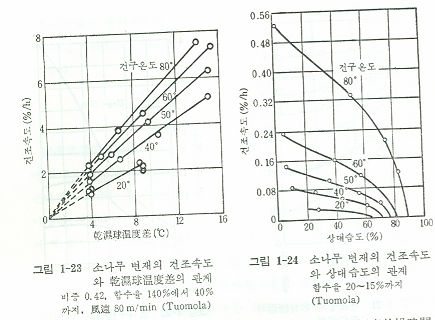 8
6
4
2
0
건조속도 (%/h)
건구온도
80°
60°
50°
40°
20°
0
4
8
12
16
乾濕球温度差 (℃)
그림 1-23 소나무 변재의 건조속도
와 乾濕球温度差의 관계
비중 0.42, 함수율 140%에서 40%
까지, 風速 80 m/min (Tuomola)
0.56
0.48
0.40
0.32
0.24
0.16
0.08
0
건조속도 (%/h)
건구온도
80°
60°
50°
40°
20°
0
20
40
60
80
100
상대습도 (%)
그림 1-24 소나무 변재의 건조속도
와 상대습도의 관계
함수율 20~15%까지
(Tuomola)